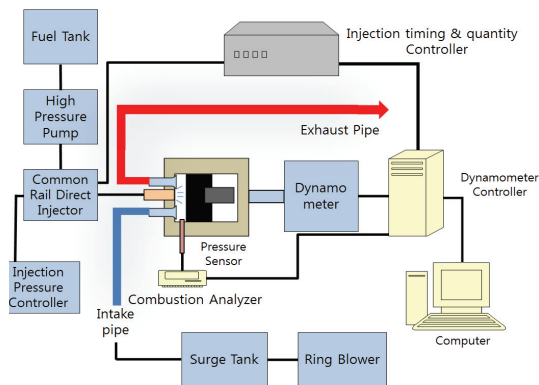 Fuel Tank
Injection timing & quantity
Controller
High
Pressure
Pump
Exhaust Pipe
Common
Rail Direct
Injector
Dynamo
meter
Dynamometer
Controller
Pressure
Sensor
Injection
Pressure
Controller
Combustion Analyzer
Intake
pipe
Computer
Surge Tank
Ring Blower